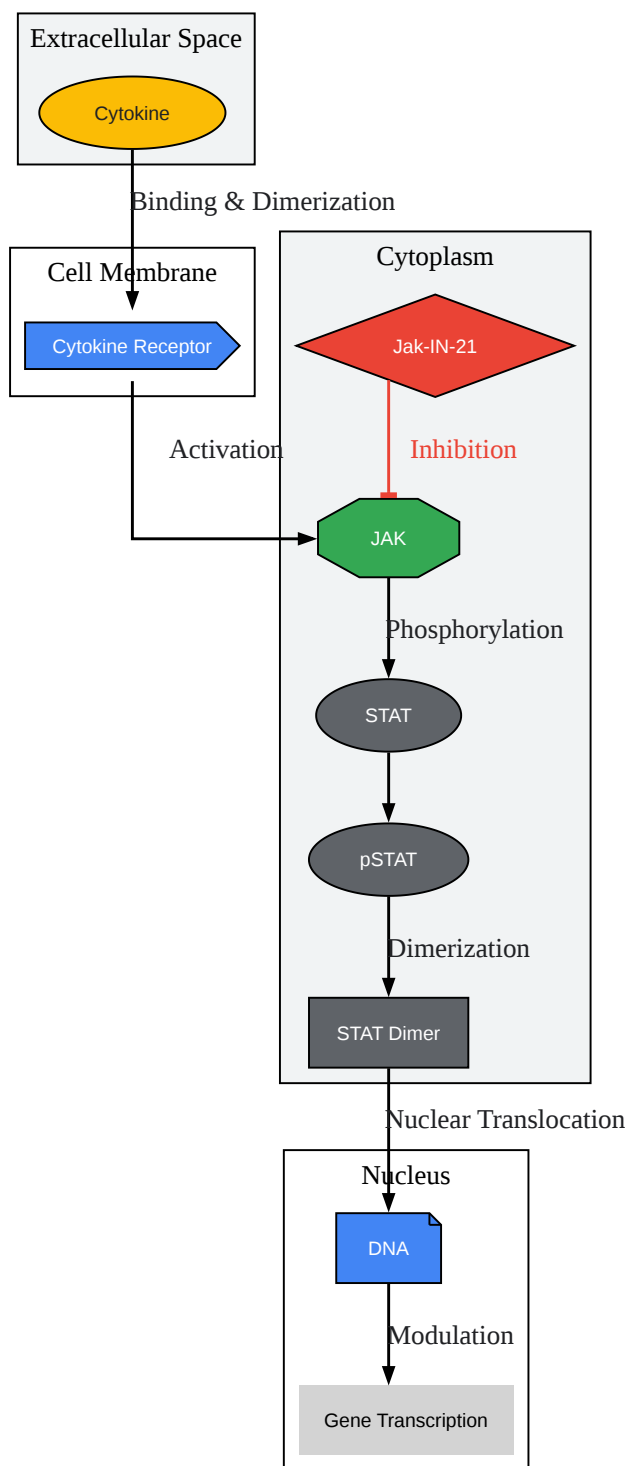 Extracellular Space
Cytokine
Binding & Dimerization
Cell Membrane
Cytokine Receptor
Cytoplasm
Jak-IN-21
Activation
Inhibition
JAK
Phosphorylation
STAT
pSTAT
Dimerization
STAT Dimer
Nuclear Translocation
Nucleus
DNA
Modulation
Gene Transcription